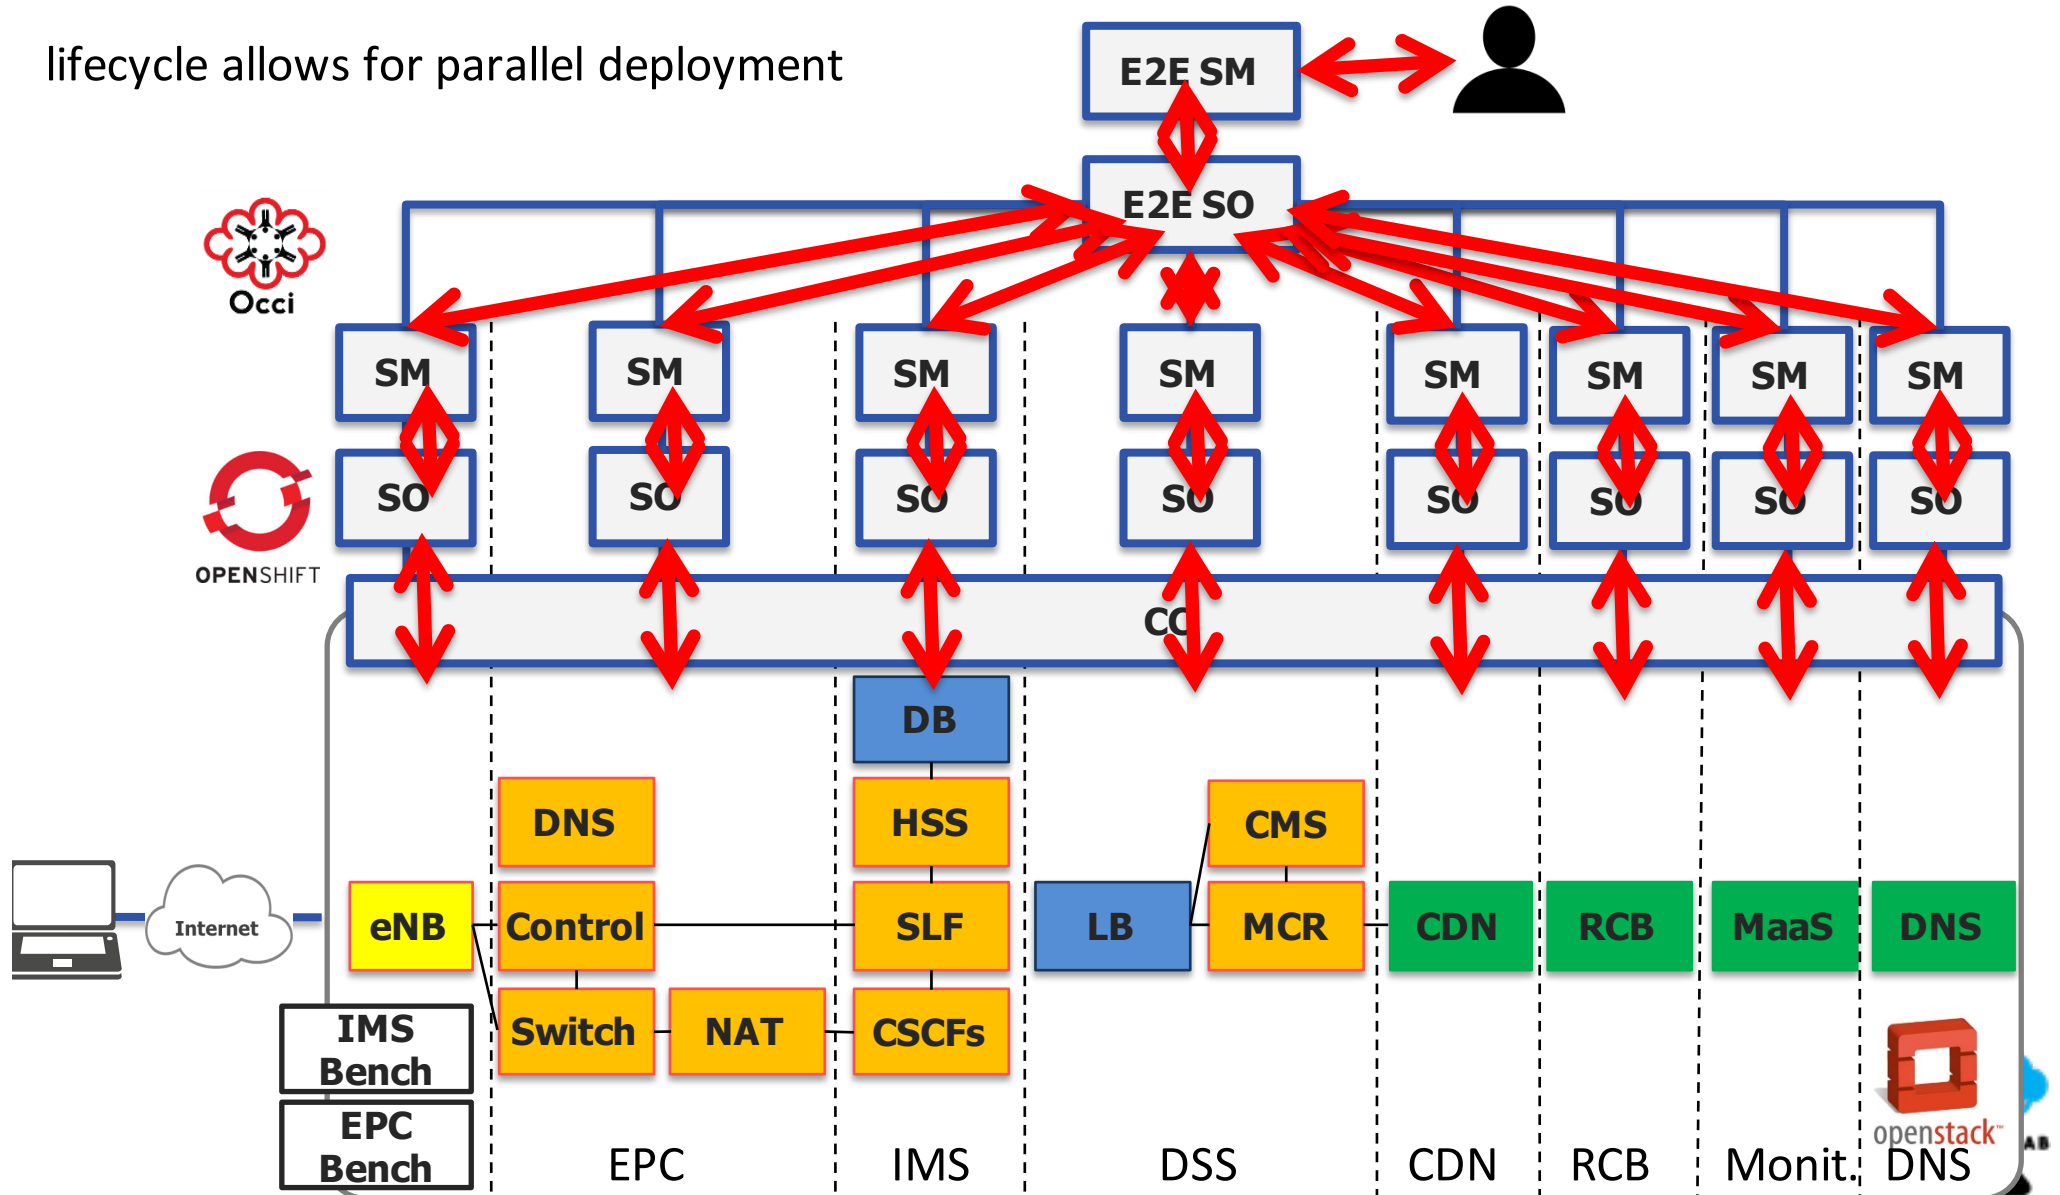 lifecycle allows for parallel deployment
E2E SM
E2E SO
Occi
SM SM SM SM SM SM SM SM
SO SO SO SO SO SO SO SO
OPENSHIFT
CC
DB
DNS HSS CMS
Internet eNB Control SLF LB MCR CDN RCB MaaS DNS
Switch NAT CSCFs
IMS
Bench
EPC
Bench
openstack™
EPC IMS DSS CDN RCB Monit. DNS